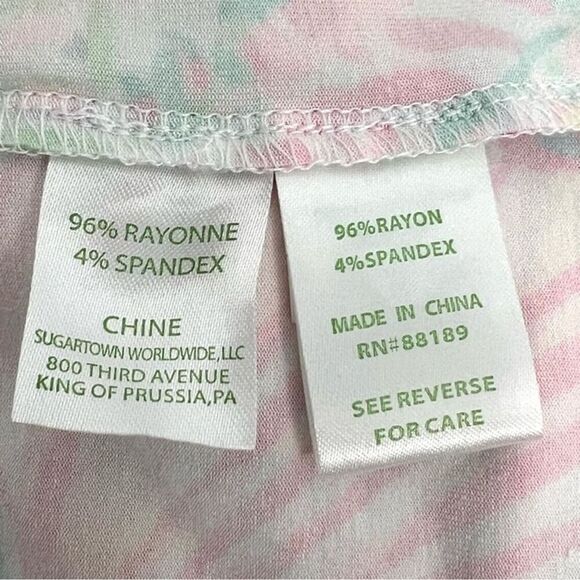 96% RAYONNE
4% SPANDEX
CHINE
SUGARTOWN WORLDWIDE,LLC
800 THIRD AVENUE
KING OF PRUSSIA,PA
96%RAYON
4%SPANDEX
MADE IN CHINA
RN#88189
SEE REVERSE
FOR CARE